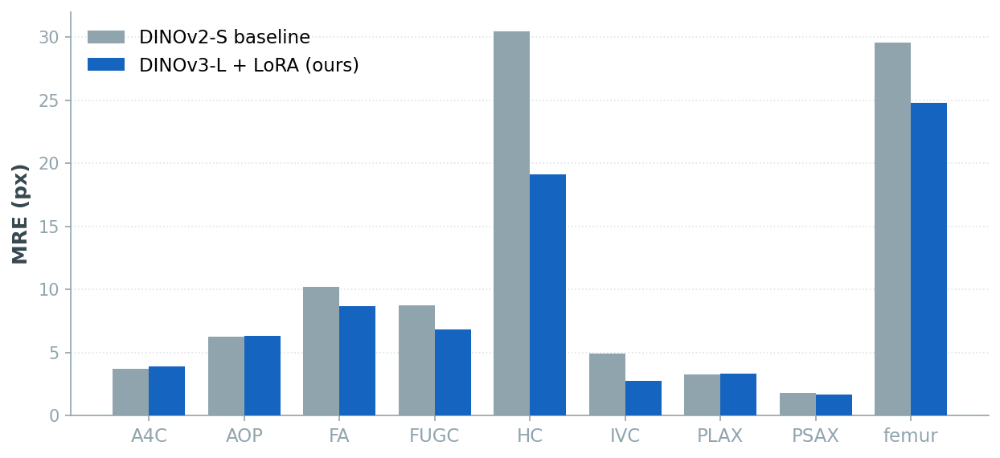 DINOv2-S baseline
DINOv3-L + LoRA (ours)
MRE (px)
30
25
20
15
10
5
0
A4C AOP FA FUGC HC IVC PLAX PSAX femur